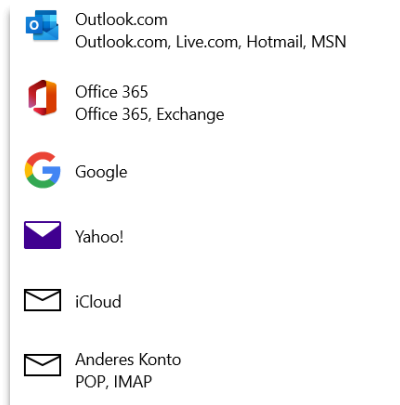 Outlook.com
Outlook.com, Live.com, Hotmail, MSN
Office 365
Office 365, Exchange
Google
Yahoo!
iCloud
Anderes Konto
POP, IMAP